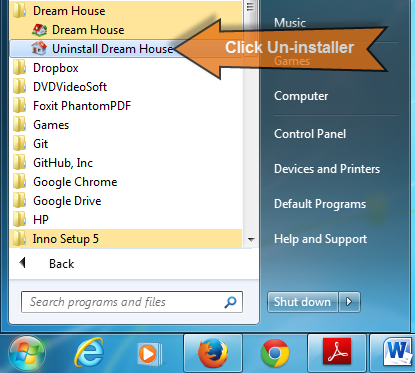 Dream House
Dream House
Uninstall Dream House
Dropbox
DVDVideoSoft
Foxit PhantomPDF
Games
Git
GitHub, Inc
Google Chrome
Google Drive
HP
Inno Setup 5
Back
Search programs and files
Music
Click Un-installer
Games
Computer
Control Panel
Devices and Printers
Default Programs
Help and Support
Shut down
W